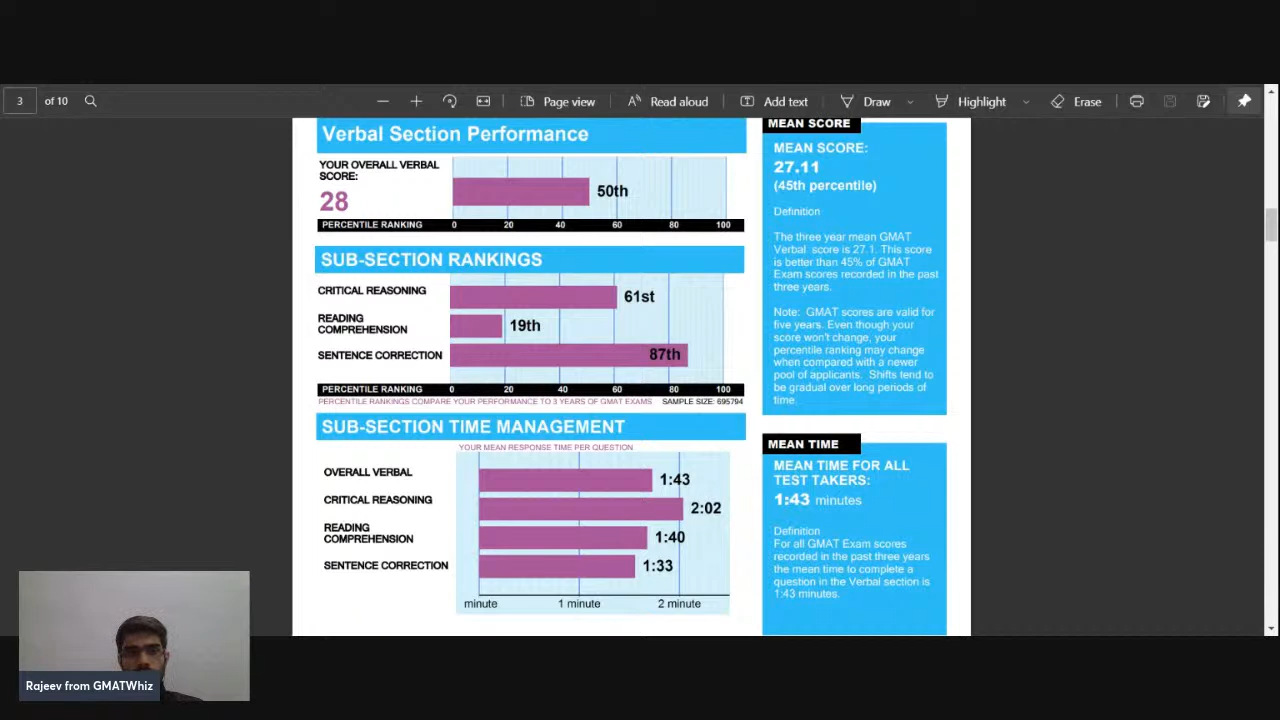 3 of 10 Page view Read aloud Add text Draw Highlight Erase
Verbal Section Performance
YOUR OVERALL VERBAL
SCORE:
28
50th
PERCENTILE RANKING 0 20 40 60 80 100
SUB-SECTION RANKINGS
CRITICAL REASONING 61st
READING
COMPREHENSION 19th
SENTENCE CORRECTION 87th
PERCENTILE RANKING 0 20 40 60 80 100
PERCENTILE RANKINGS COMPARE YOUR PERFORMANCE TO 3 YEARS OF GMAT EXAMS SAMPLE SIZE: 695794
SUB-SECTION TIME MANAGEMENT
YOUR MEAN RESPONSE TIME PER QUESTION
OVERALL VERBAL 1:43
CRITICAL REASONING 2:02
READING
COMPREHENSION 1:40
SENTENCE CORRECTION 1:33
minute 1 minute 2 minute
MEAN SCORE
MEAN SCORE:
27.11
(45th percentile)
Definition
The three year mean GMAT
Verbal score is 27.1. This score
is better than 45% of GMAT
Exam scores recorded in the past
three years.
Note: GMAT scores are valid for
five years. Even though your
score won't change, your
percentile ranking may change
when compared with a newer
pool of applicants. Shifts tend to
be gradual over long periods of
time.
MEAN TIME
MEAN TIME FOR ALL
TEST TAKERS:
1:43 minutes
Definition
For all GMAT Exam scores
recorded in the past three years
the mean time to complete a
question in the Verbal section is
1:43 minutes.
Rajeev from GMATWhiz